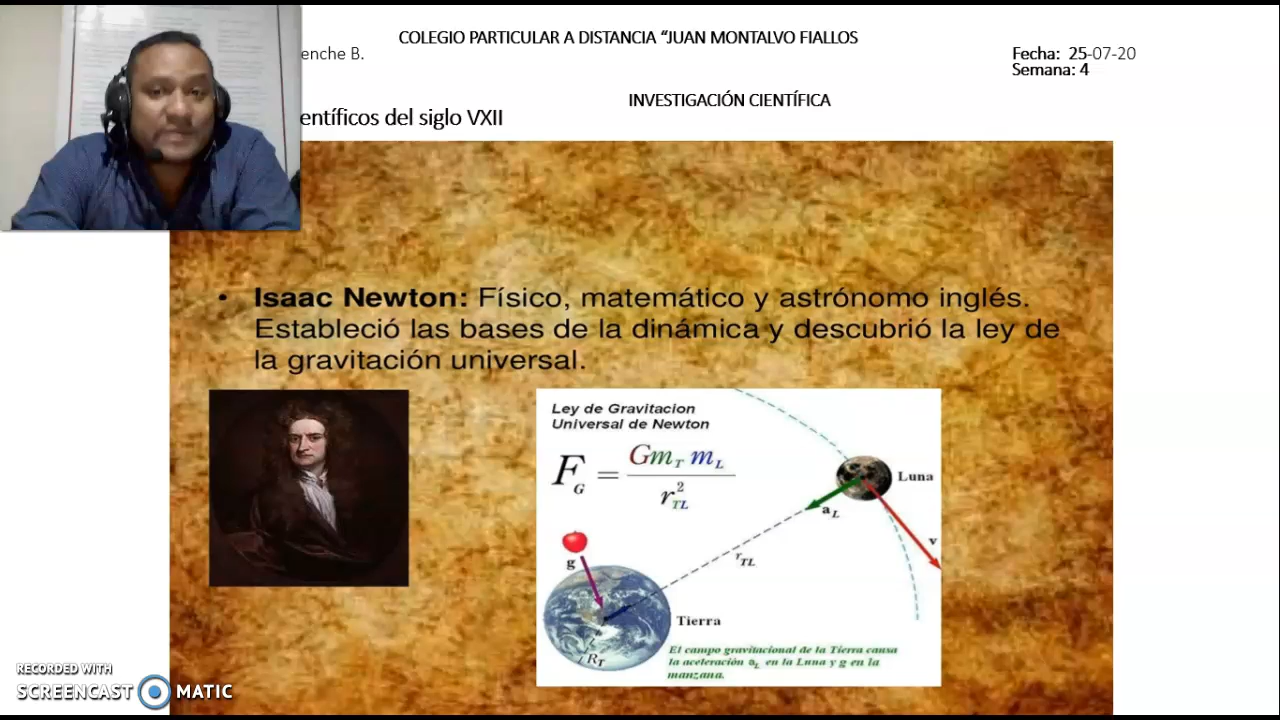 COLEGIO PARTICULAR A DISTANCIA “JUAN MONTALVO FIALLOS
enche B.
Fecha: 25-07-20
Semana: 4
INVESTIGACIÓN CIENTÍFICA
entíficos del siglo VXII
• Isaac Newton: Físico, matemático y astrónomo inglés.
Estableció las bases de la dinámica y descubrió la ley de
la gravitación universal.
Ley de Gravitacion
Universal de Newton
F_G = G m_T m_L / r²_TL
Luna
a_L
v
r_TL
g
Tierra
R_T
El campo gravitacional de la Tierra causa
la aceleración a_L en la Luna y g en la
manzana.
RECORDED WITH
SCREENCAST MATIC